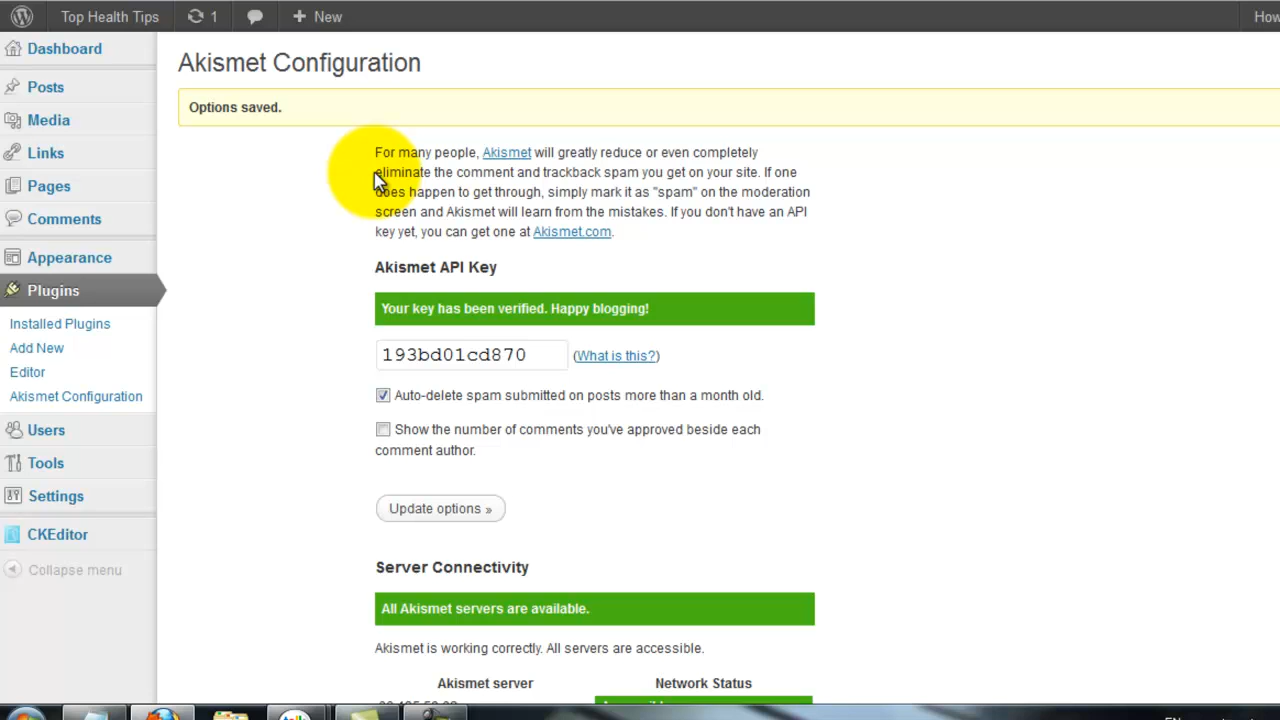 Top Health Tips 1 New How
Dashboard
Posts
Media
Links
Pages
Comments
Appearance
Plugins
Installed Plugins
Add New
Editor
Akismet Configuration
Users
Tools
Settings
CKEditor
Collapse menu
Akismet Configuration
Options saved.
For many people, Akismet will greatly reduce or even completely
eliminate the comment and trackback spam you get on your site. If one
does happen to get through, simply mark it as "spam" on the moderation
screen and Akismet will learn from the mistakes. If you don't have an API
key yet, you can get one at Akismet.com.
Akismet API Key
Your key has been verified. Happy blogging!
193bd01cd870 (What is this?)
Auto-delete spam submitted on posts more than a month old.
Show the number of comments you've approved beside each
comment author.
Update options »
Server Connectivity
All Akismet servers are available.
Akismet is working correctly. All servers are accessible.
Akismet server Network Status